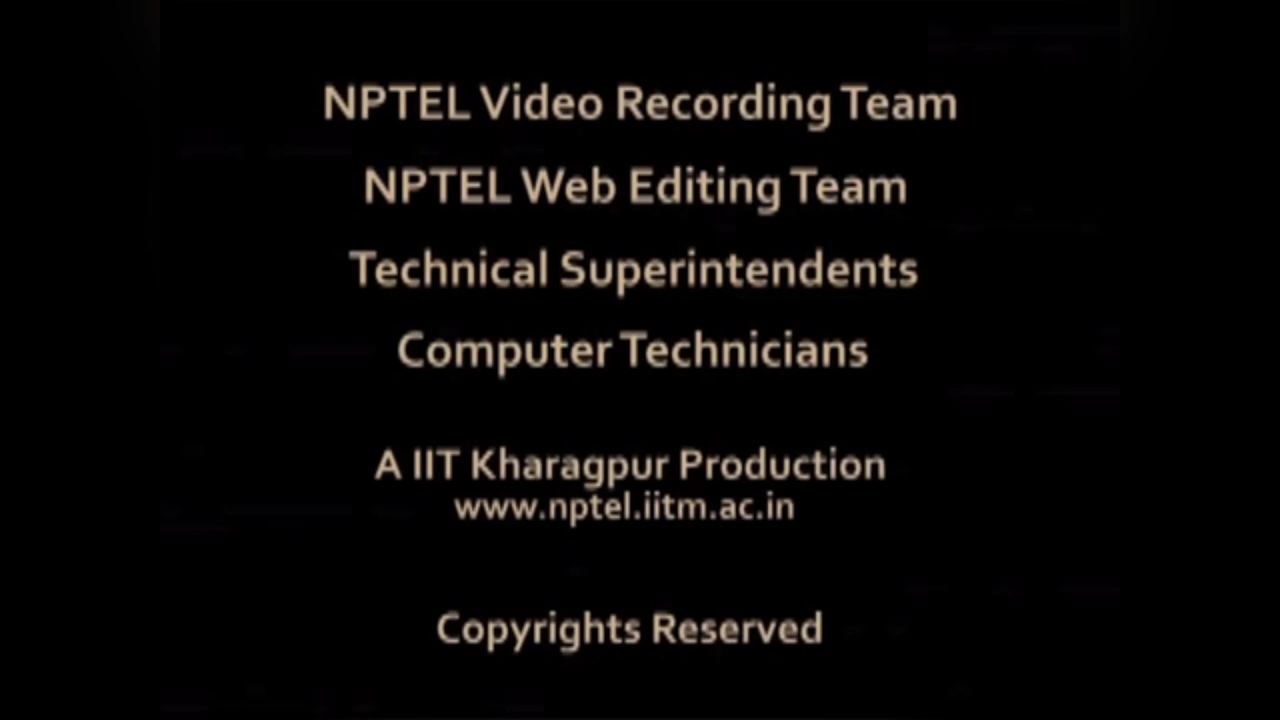 NPTEL Video Recording Team
NPTEL Web Editing Team
Technical Superintendents
Computer Technicians
A IIT Kharagpur Production
www.nptel.iitm.ac.in
Copyrights Reserved